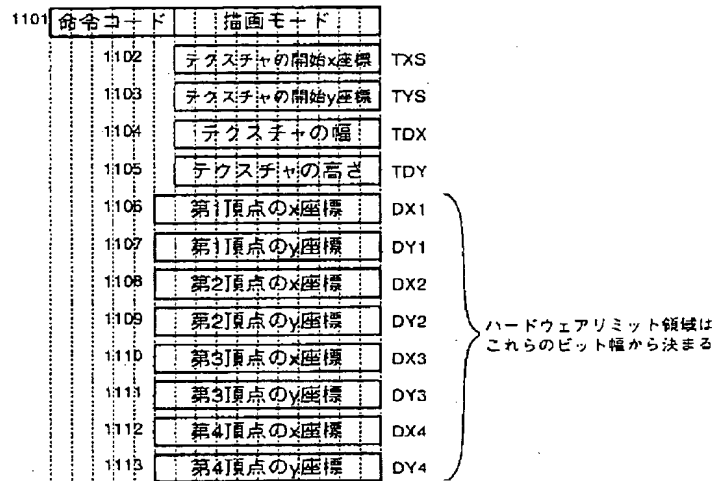 1101 命令コード 描画モード
1102 テクスチャの開始x座標 TXS
1103 テクスチャの開始y座標 TYS
1104 テクスチャの幅 TDX
1105 テクスチャの高さ TDY
1106 第1頂点のx座標 DX1
1107 第1頂点のy座標 DY1
1108 第2頂点のx座標 DX2
1109 第2頂点のy座標 DY2
1110 第3頂点のx座標 DX3
1111 第3頂点のy座標 DY3
1112 第4頂点のx座標 DX4
1113 第4頂点のy座標 DY4
ハードウェアリミット領域は
これらのビット幅から決まる